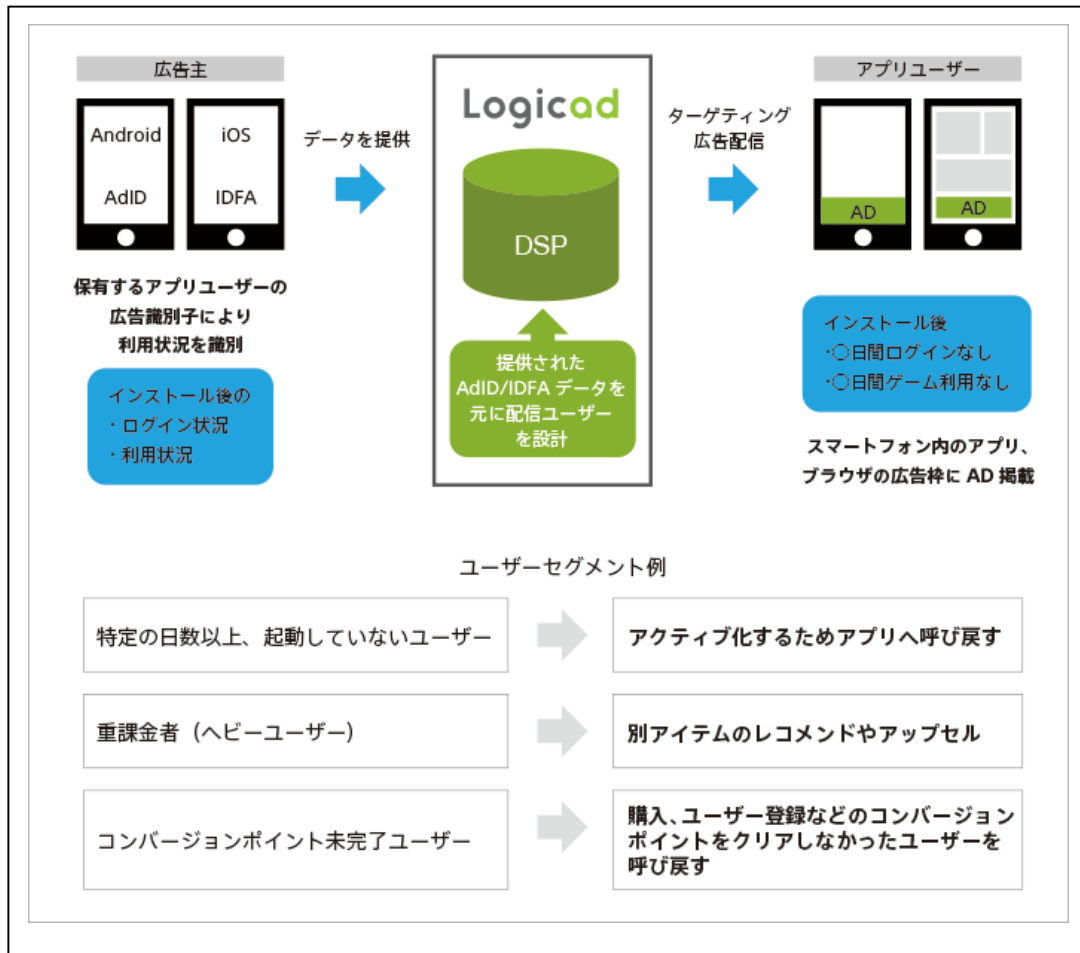 広告主
Android
AdID
iOS
IDFA
保有するアプリユーザーの
広告識別子により
利用状況を識別
インストール後の
・ログイン状況
・利用状況
データを提供
Logicad
DSP
提供された
AdID/IDFA データを
元に配信ユーザー
を設計
ターゲティング
広告配信
アプリユーザー
AD
AD
インストール後
・○日間ログインなし
・○日間ゲーム利用なし
スマートフォン内のアプリ、
ブラウザの広告枠に AD 掲載
ユーザーセグメント例
特定の日数以上、起動していないユーザー
アクティブ化するためアプリへ呼び戻す
重課金者（ヘビーユーザー）
別アイテムのレコメンドやアップセル
コンバージョンポイント未完了ユーザー
購入、ユーザー登録などのコンバージョン
ポイントをクリアしなかったユーザーを
呼び戻す